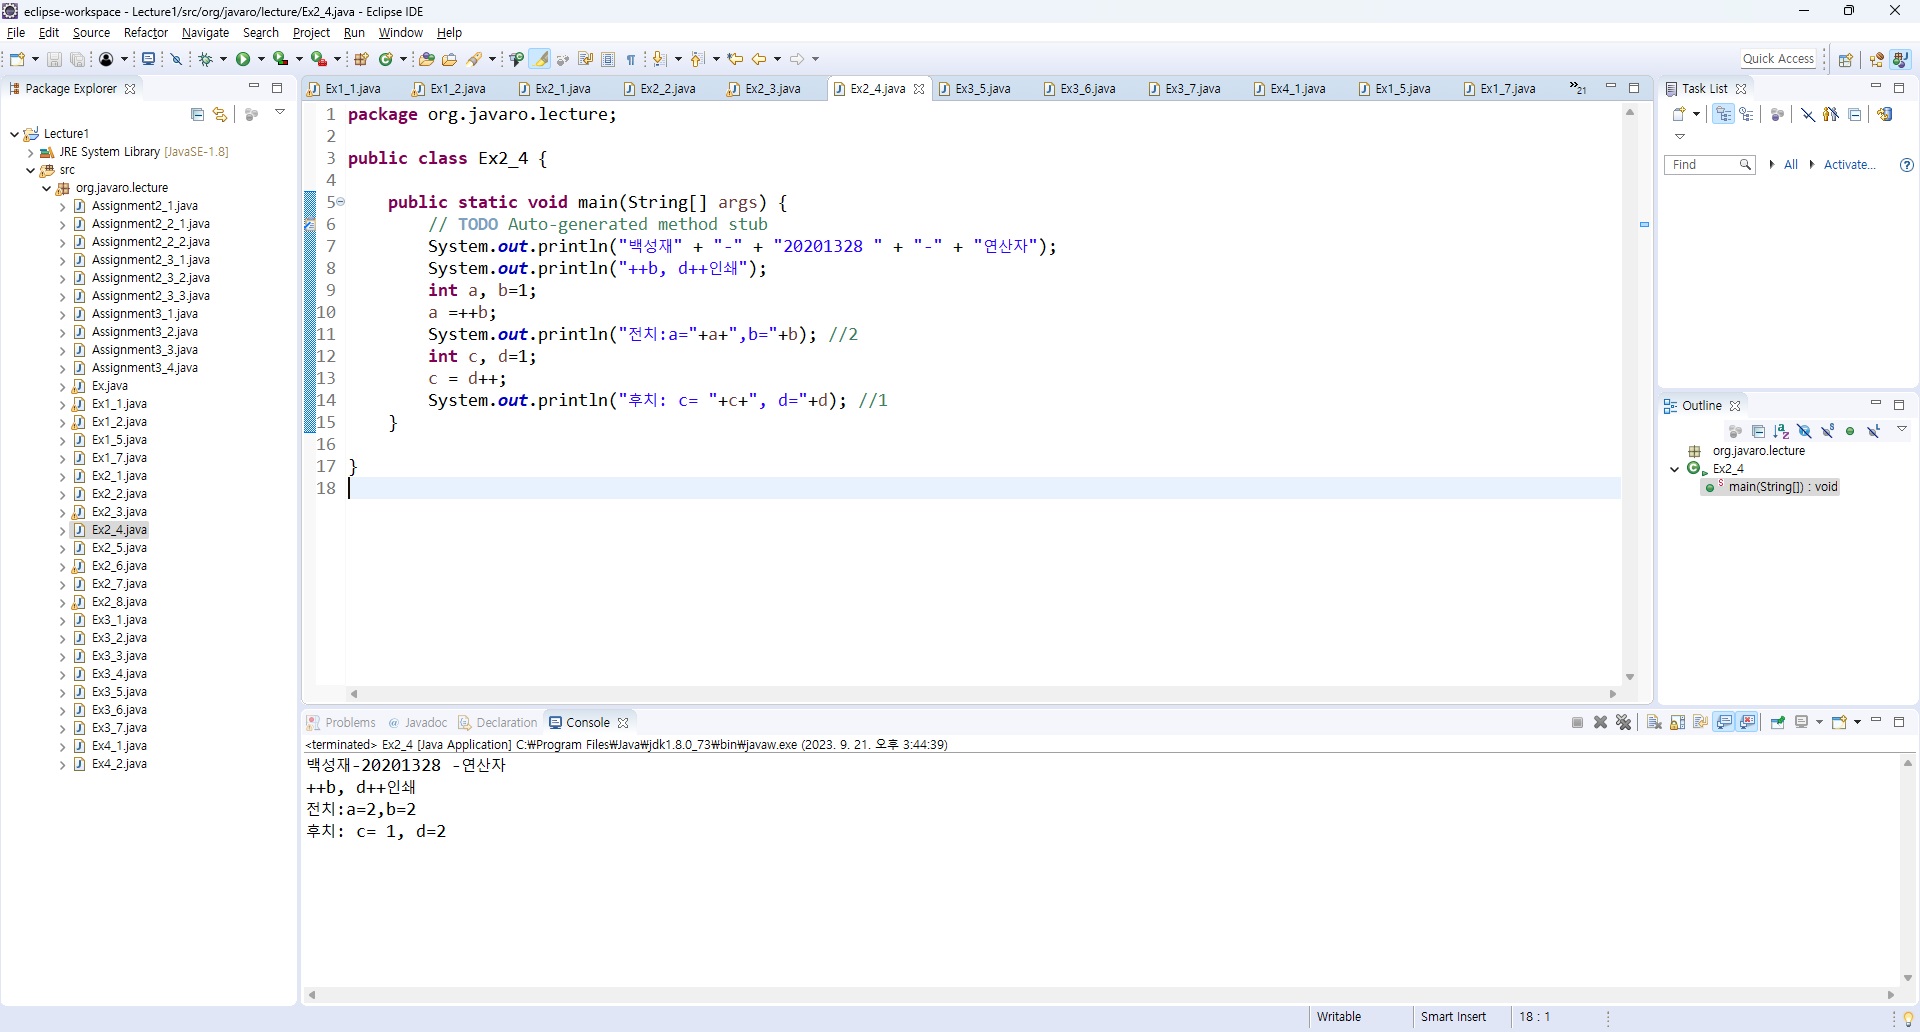 eclipse-workspace - Lecture1/src/org/javaro/lecture/Ex2_4.java - Eclipse IDE
File Edit Source Refactor Navigate Search Project Run Window Help
Quick Access
Package Explorer
Lecture1
JRE System Library [JavaSE-1.8]
src
org.javaro.lecture
Assignment2_1.java
Assignment2_2_1.java
Assignment2_2_2.java
Assignment2_3_1.java
Assignment2_3_2.java
Assignment2_3_3.java
Assignment3_1.java
Assignment3_2.java
Assignment3_3.java
Assignment3_4.java
Ex.java
Ex1_1.java
Ex1_2.java
Ex1_5.java
Ex1_7.java
Ex2_1.java
Ex2_2.java
Ex2_3.java
Ex2_4.java
Ex2_5.java
Ex2_6.java
Ex2_7.java
Ex2_8.java
Ex3_1.java
Ex3_2.java
Ex3_3.java
Ex3_4.java
Ex3_5.java
Ex3_6.java
Ex3_7.java
Ex4_1.java
Ex4_2.java
Ex1_1.java Ex1_2.java Ex2_1.java Ex2_2.java Ex2_3.java Ex2_4.java Ex3_5.java Ex3_6.java Ex3_7.java Ex4_1.java Ex1_5.java Ex1_7.java »21
1 package org.javaro.lecture;
2
3 public class Ex2_4 {
4
5 public static void main(String[] args) {
6 // TODO Auto-generated method stub
7 System.out.println("백성재" + "-" + "20201328 " + "-" + "연산자");
8 System.out.println("++b, d++인쇄");
9 int a, b=1;
10 a =++b;
11 System.out.println("전치:a="+a+",b="+b); //2
12 int c, d=1;
13 c = d++;
14 System.out.println("후치: c= "+c+", d="+d); //1
15 }
16
17 }
18
Task List
Find All Activate...
Outline
org.javaro.lecture
Ex2_4
main(String[]) : void
Problems Javadoc Declaration Console
<terminated> Ex2_4 [Java Application] C:₩Program Files₩Java₩jdk1.8.0_73₩bin₩javaw.exe (2023. 9. 21. 오후 3:44:39)
백성재-20201328 -연산자
++b, d++인쇄
전치:a=2,b=2
후치: c= 1, d=2
Writable Smart Insert 18 : 1